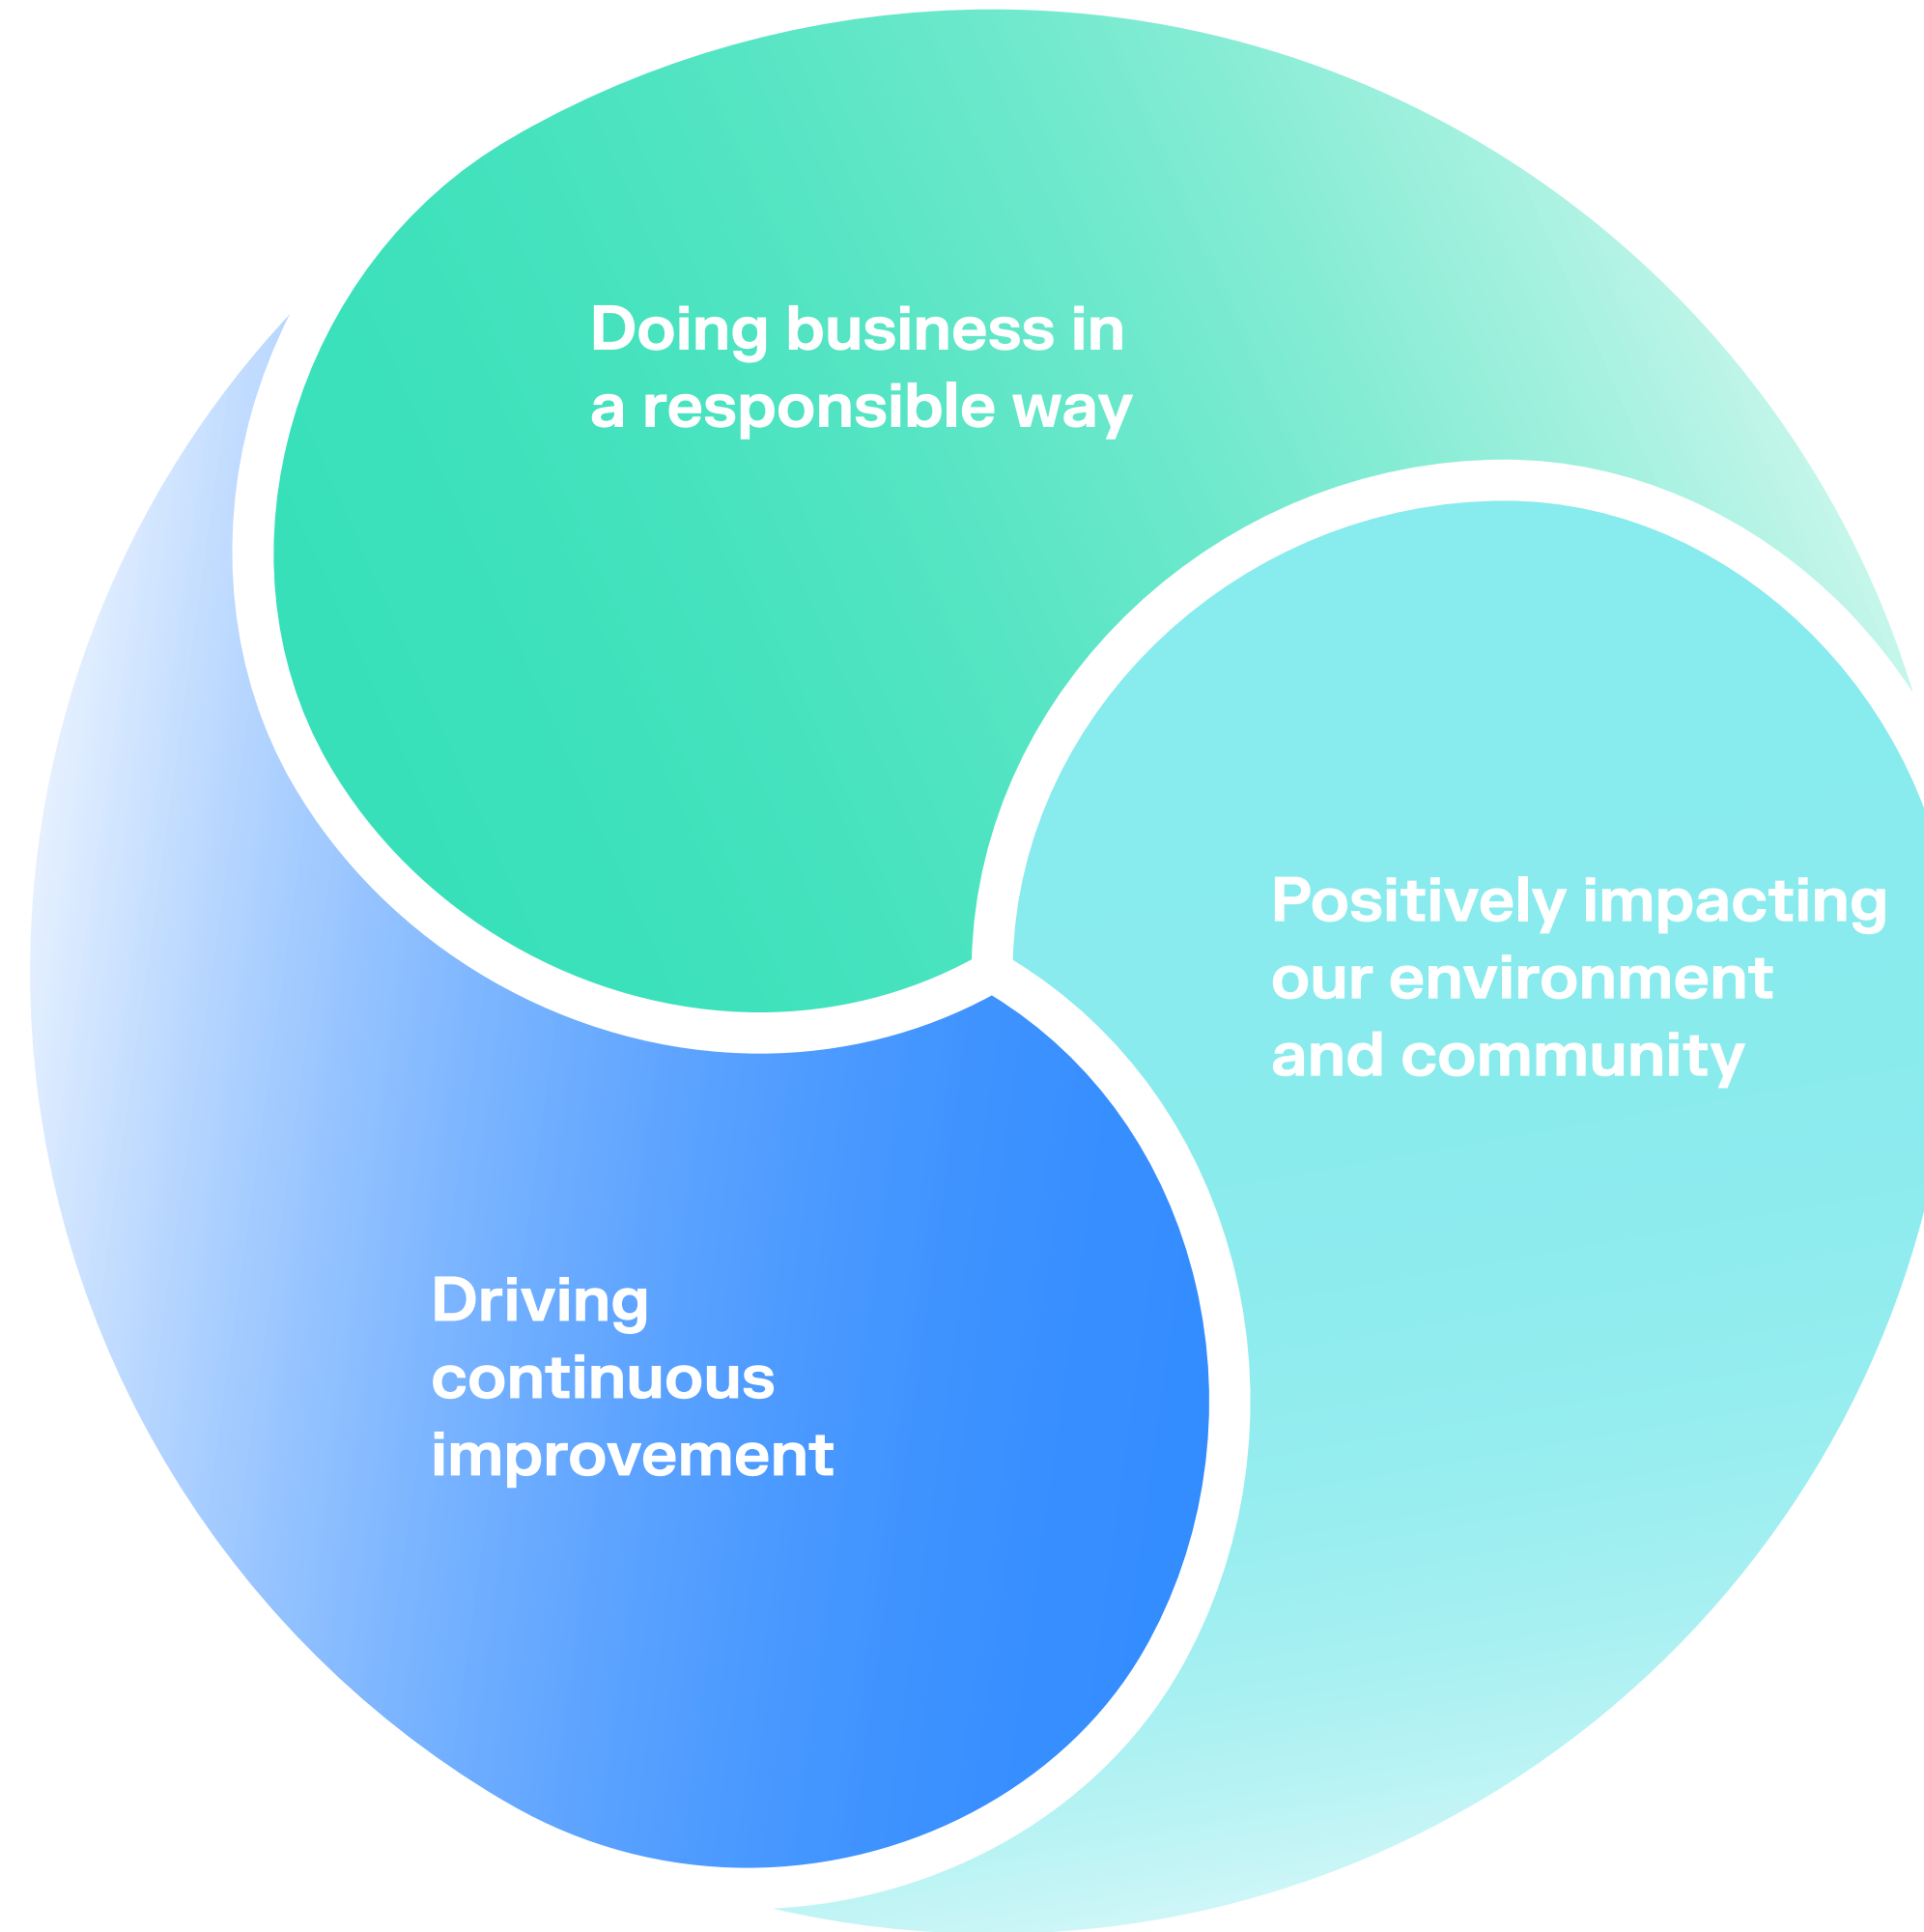 Doing business in
a responsible way
Positively impacting
our environment
and community
Driving
continuous
improvement